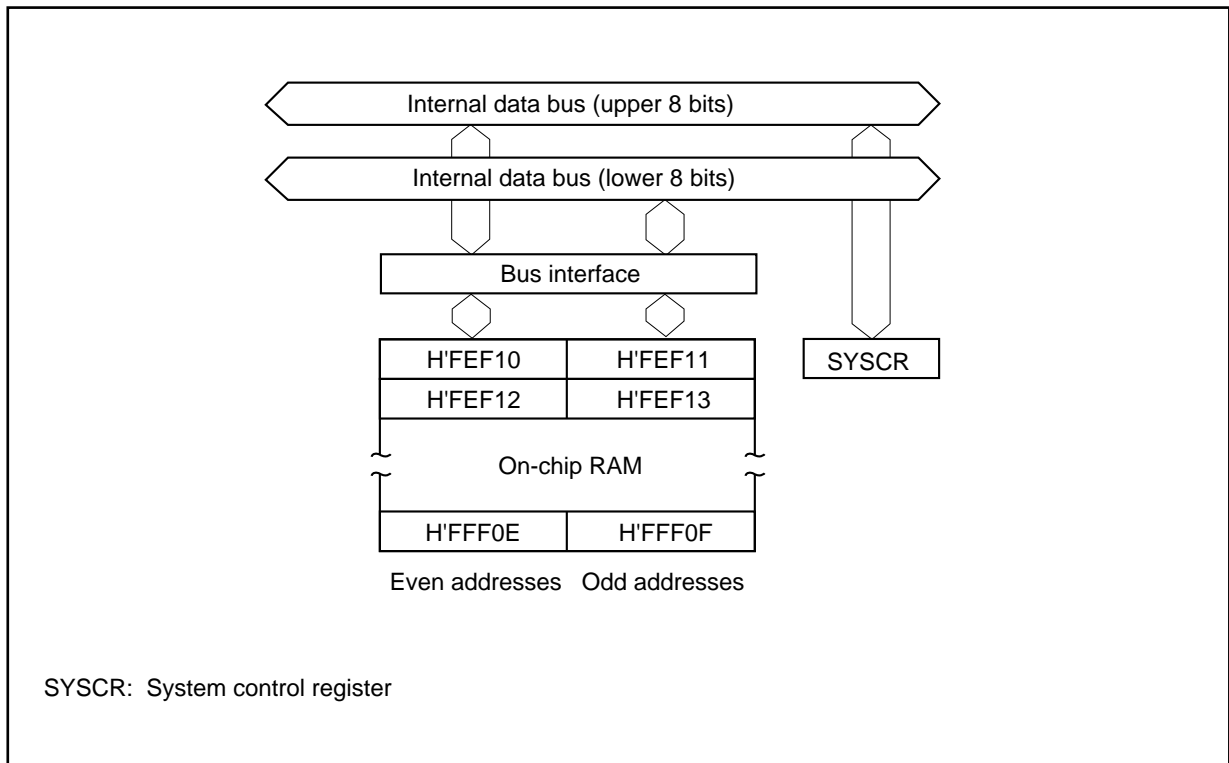 Internal data bus (upper 8 bits)
Internal data bus (lower 8 bits)
Bus interface
H'FEF10 H'FEF11 SYSCR
H'FEF12 H'FEF13
On-chip RAM
H'FFF0E H'FFF0F
Even addresses Odd addresses
SYSCR: System control register